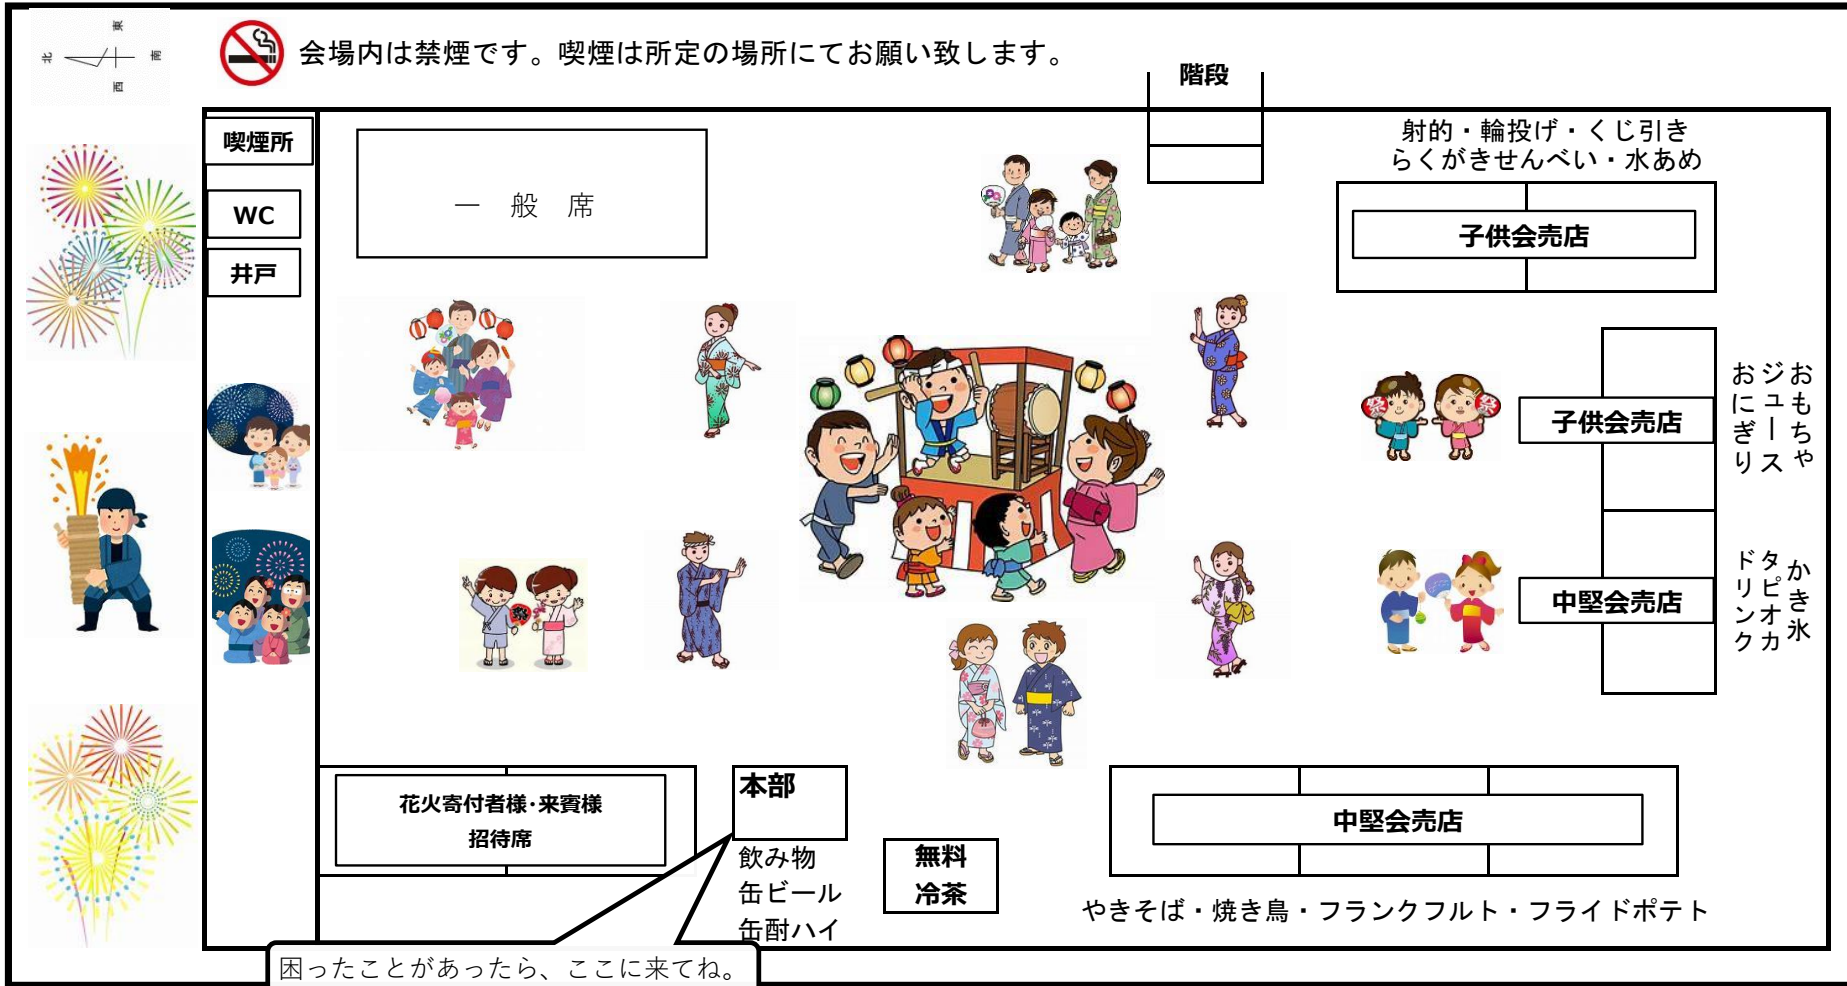 東
北
南
西
会場内は禁煙です。喫煙は所定の場所にてお願い致します。
階段
喫煙所
WC
井戸
一 般 席
射的・輪投げ・くじ引き
らくがきせんべい・水あめ
子供会売店
子供会売店
おもちゃ
ジュース
おにぎり
祭
祭
中堅会売店
かき氷
タピオカ
ドリンク
花火寄付者様・来賓様
招待席
本部
飲み物
缶ビール
缶酎ハイ
無料
冷茶
中堅会売店
やきそば・焼き鳥・フランクフルト・フライドポテト
困ったことがあったら、ここに来てね。